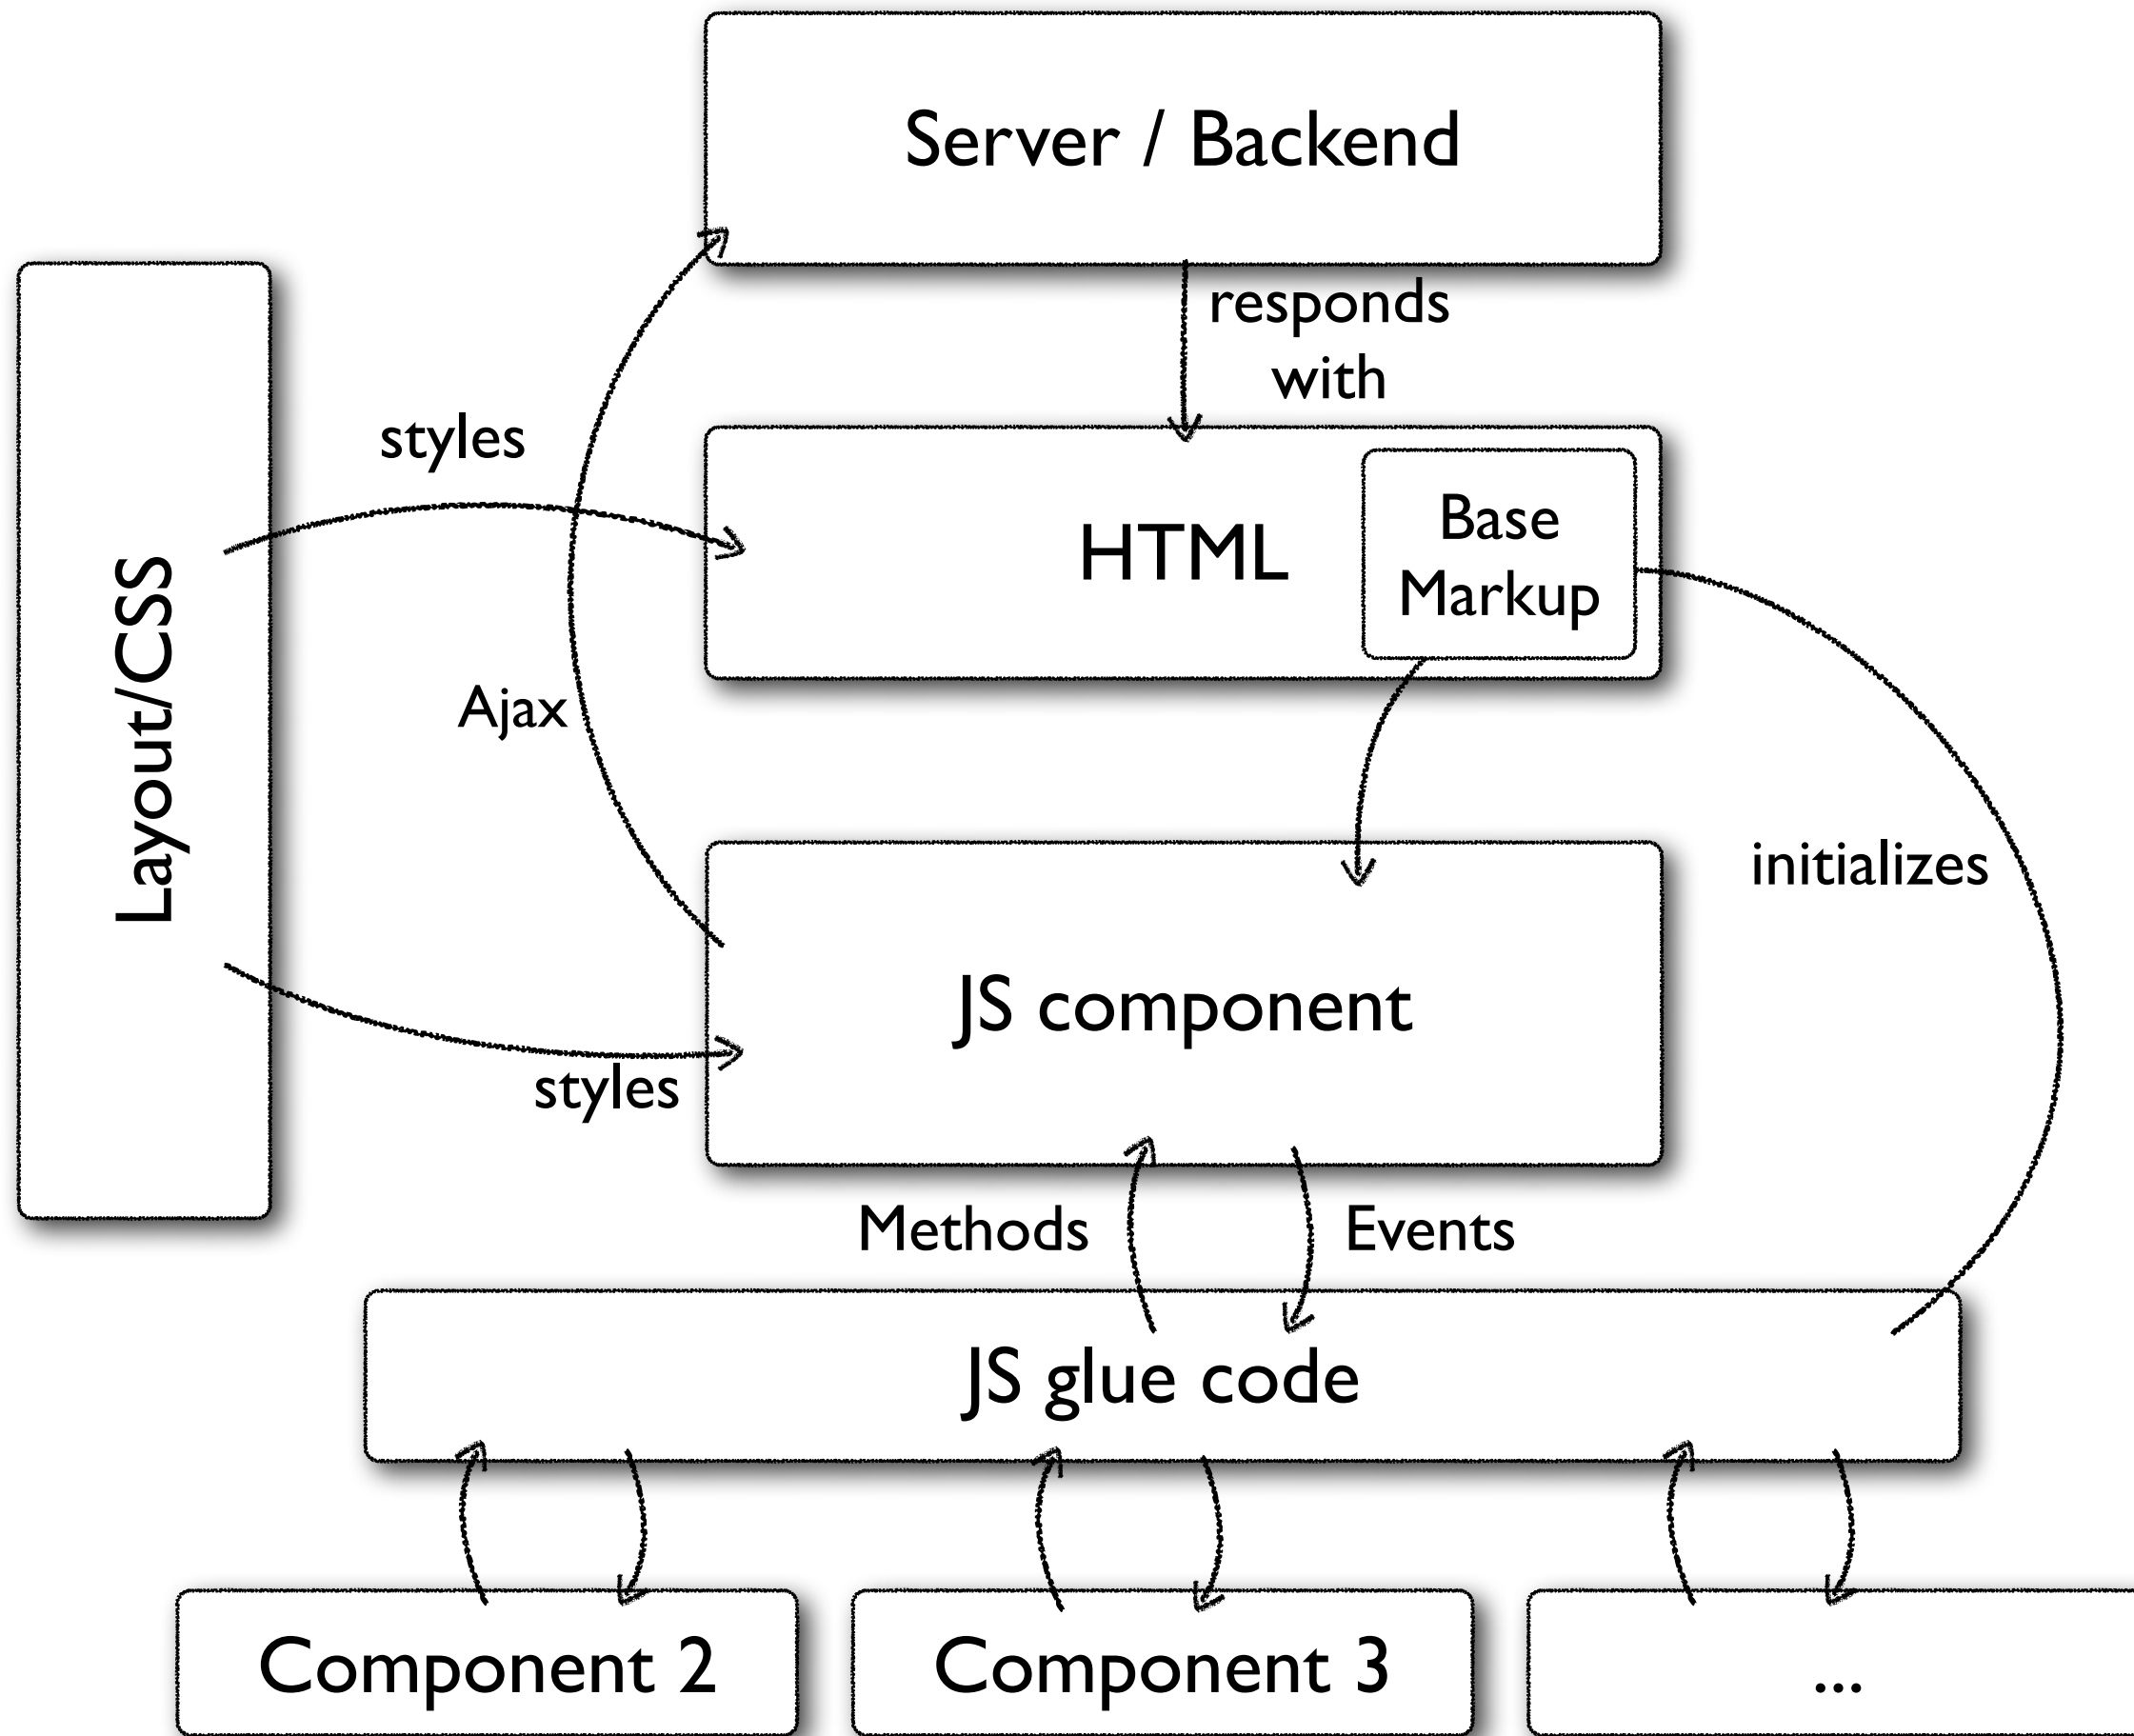 Server / Backend
responds
with
styles
HTML
Base
Markup
Layout/CSS
Ajax
initializes
JS component
styles
Methods
Events
JS glue code
Component 2
Component 3
...